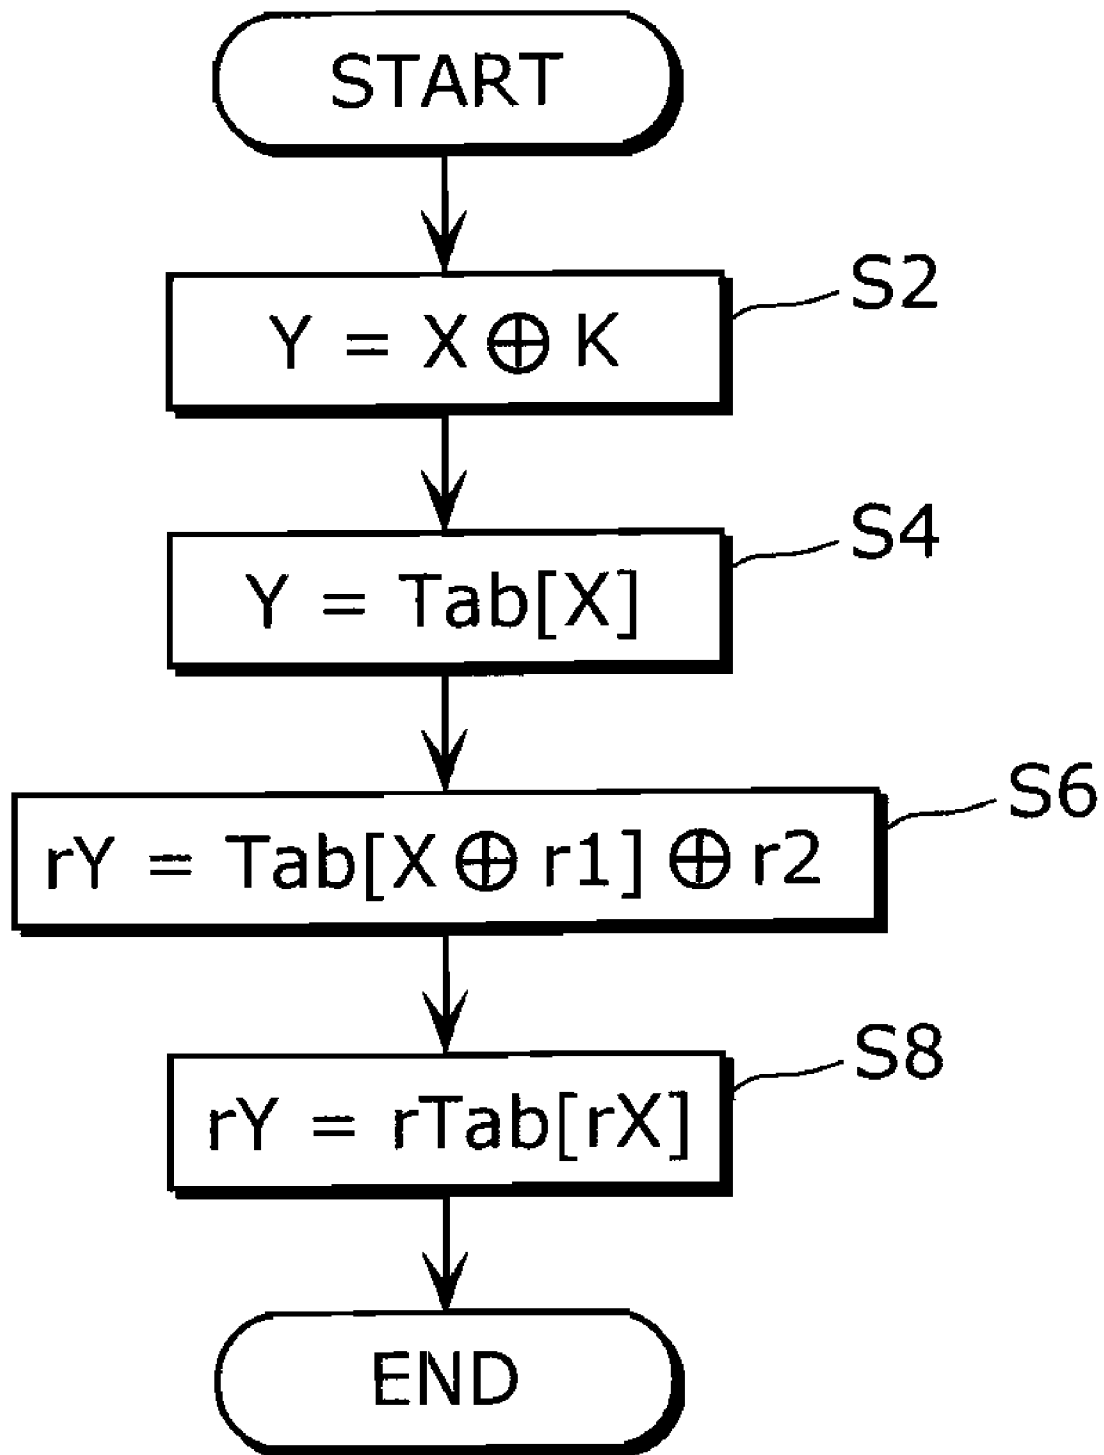 START
S2
Y = X ⊕ K
S4
Y = Tab[X]
S6
rY = Tab[X ⊕ r1] ⊕ r2
S8
rY = rTab[rX]
END